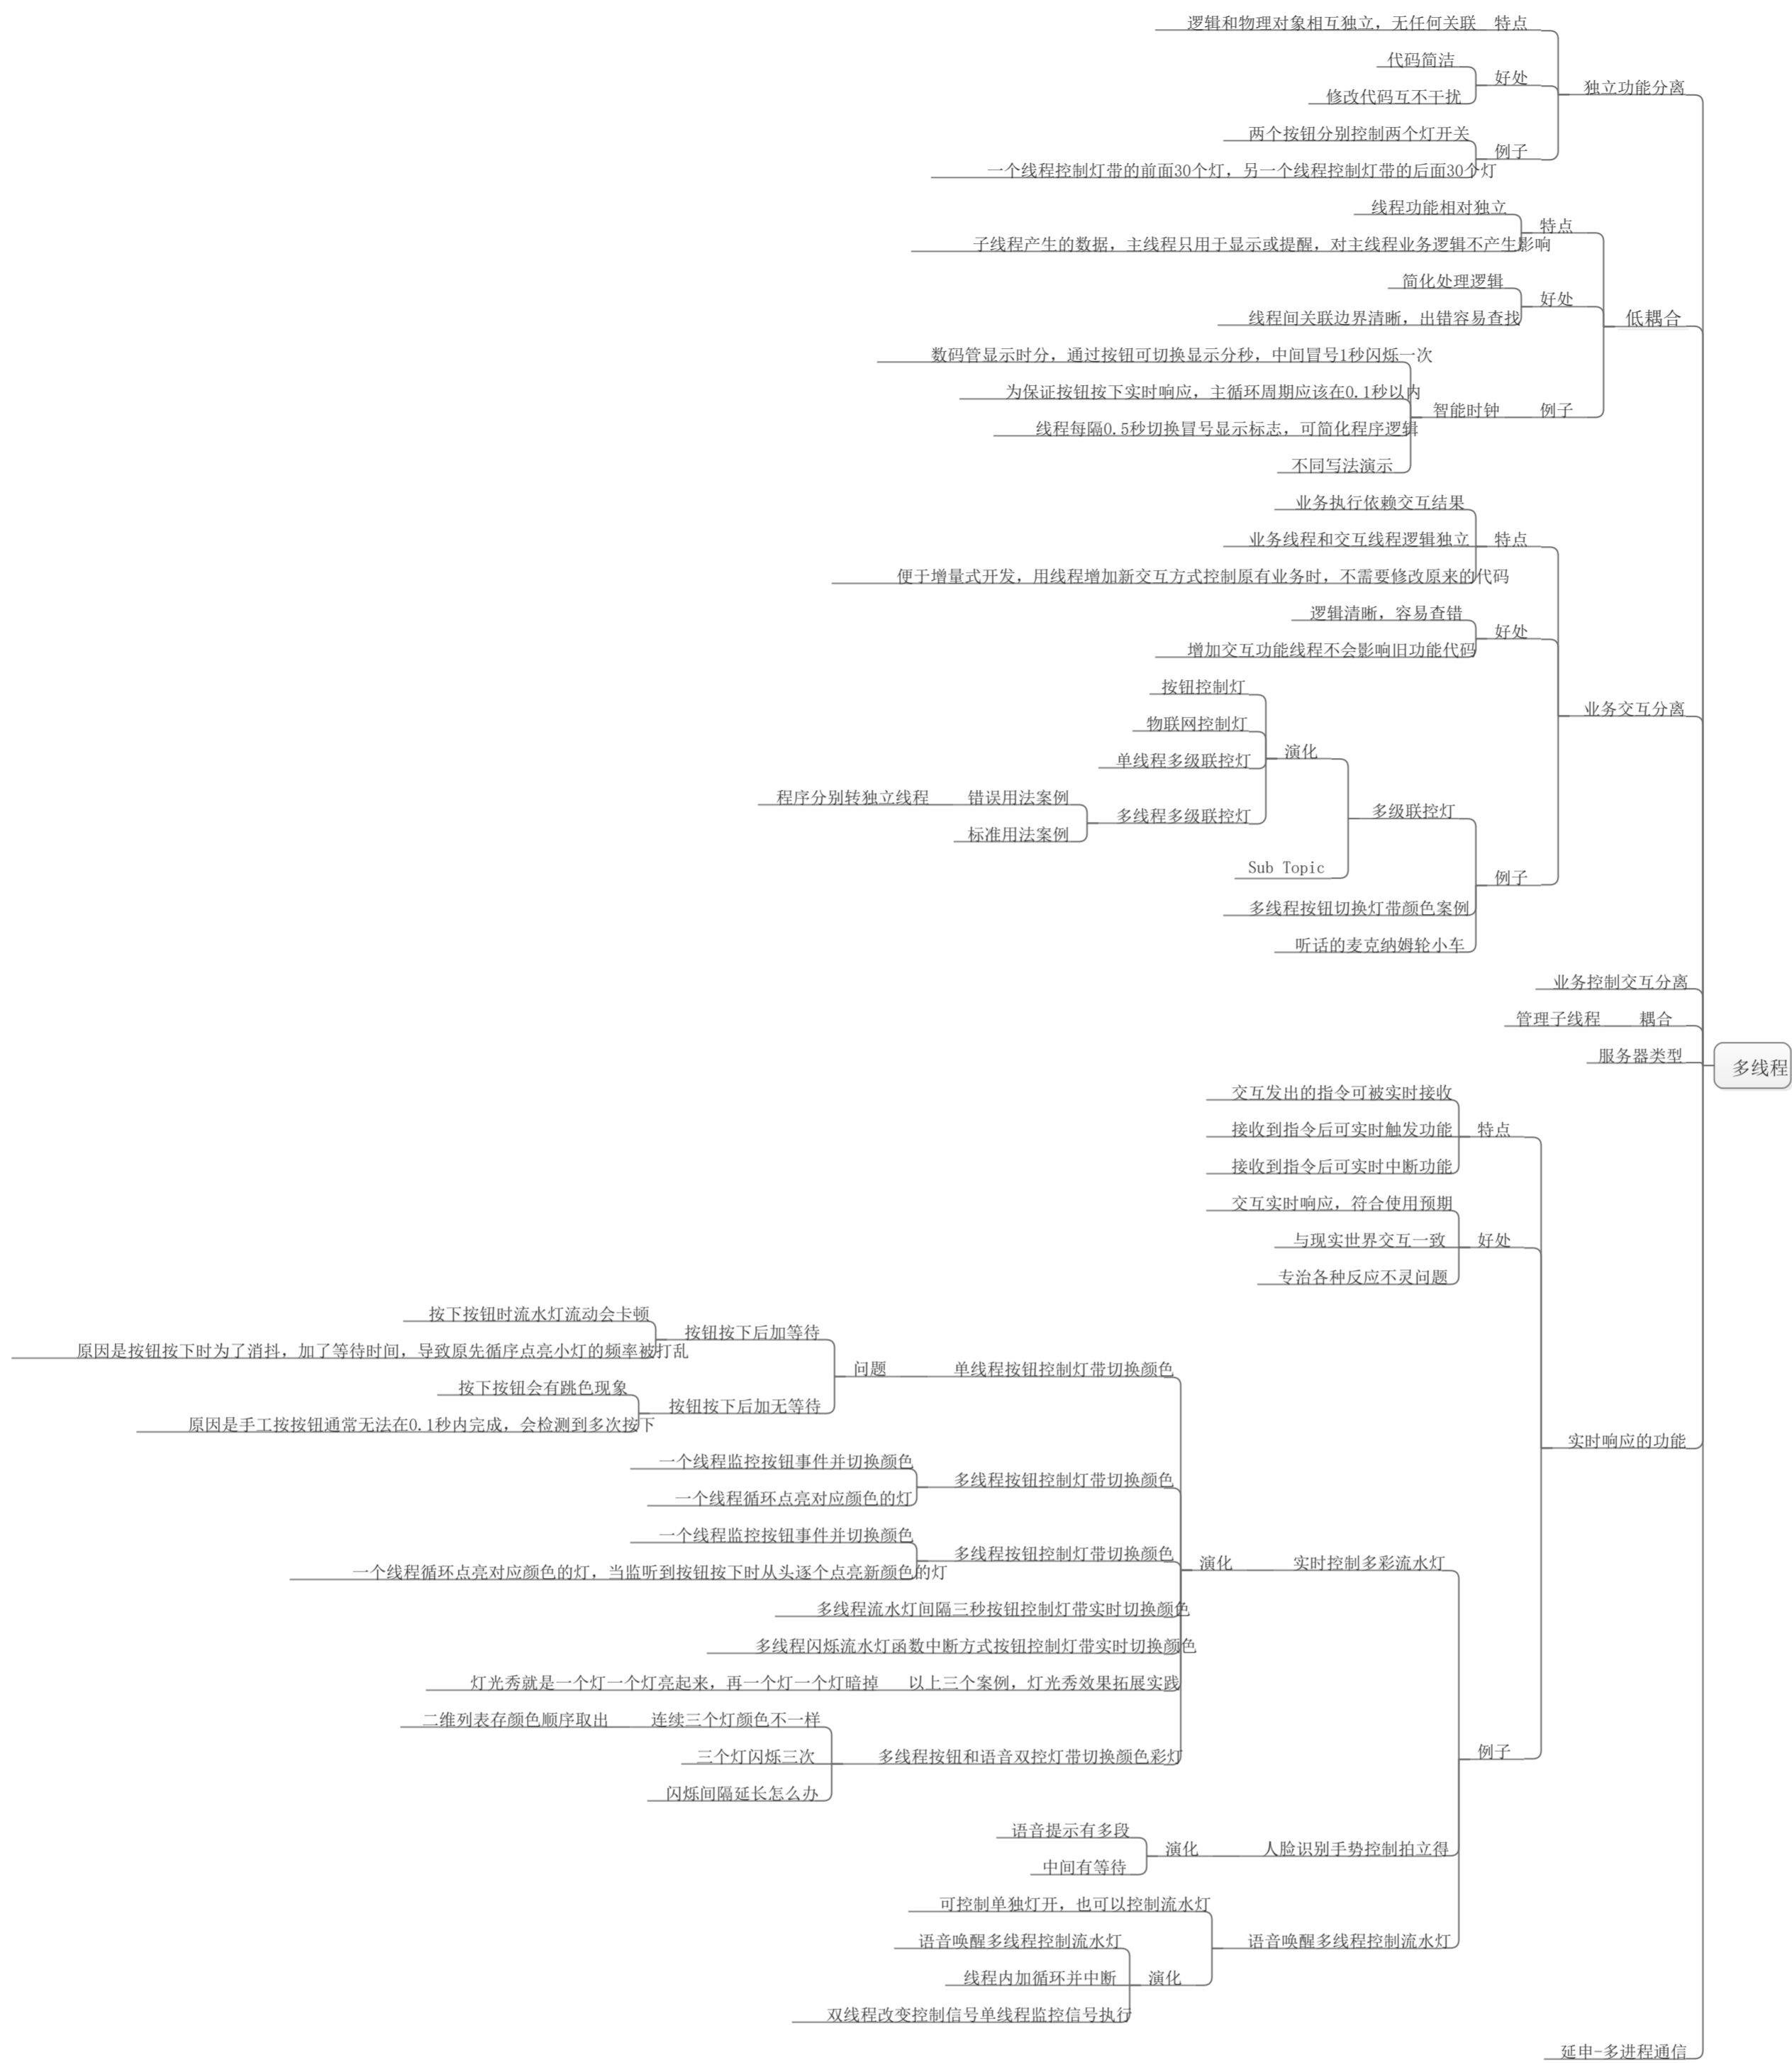 逻辑和物理对象相互独立，无任何关联 特点
代码简洁
好处
独立功能分离
修改代码互不干扰
两个按钮分别控制两个灯开关
例子
一个线程控制灯带的前面30个灯，另一个线程控制灯带的后面30个灯
线程功能相对独立
特点
子线程产生的数据，主线程只用于显示或提醒，对主线程业务逻辑不产生影响
简化处理逻辑
好处
线程间关联边界清晰，出错容易查找
低耦合
数码管显示时分，通过按钮可切换显示分秒，中间冒号1秒闪烁一次
为保证按钮按下实时响应，主循环周期应该在0.1秒以内
智能时钟 例子
线程每隔0.5秒切换冒号显示标志，可简化程序逻辑
不同写法演示
业务执行依赖交互结果
业务线程和交互线程逻辑独立 特点
便于增量式开发，用线程增加新交互方式控制原有业务时，不需要修改原来的代码
逻辑清晰，容易查错
好处
增加交互功能线程不会影响旧功能代码
按钮控制灯
业务交互分离
物联网控制灯
演化
单线程多级联控灯
程序分别转独立线程 错误用法案例
多线程多级联控灯
多级联控灯
标准用法案例
Sub Topic
例子
多线程按钮切换灯带颜色案例
听话的麦克纳姆轮小车
业务控制交互分离
管理子线程 耦合
服务器类型
多线程
交互发出的指令可被实时接收
接收到指令后可实时触发功能 特点
接收到指令后可实时中断功能
交互实时响应，符合使用预期
与现实世界交互一致 好处
专治各种反应不灵问题
按下按钮时流水灯流动会卡顿
按钮按下后加等待
原因是按钮按下时为了消抖，加了等待时间，导致原先循序点亮小灯的频率被打乱
问题 单线程按钮控制灯带切换颜色
按下按钮会有跳色现象
按钮按下后加无等待
原因是手工按按钮通常无法在0.1秒内完成，会检测到多次按下
实时响应的功能
一个线程监控按钮事件并切换颜色
多线程按钮控制灯带切换颜色
一个线程循环点亮对应颜色的灯
一个线程监控按钮事件并切换颜色
多线程按钮控制灯带切换颜色
一个线程循环点亮对应颜色的灯，当监听到按钮按下时从头逐个点亮新颜色的灯
演化 实时控制多彩流水灯
多线程流水灯间隔三秒按钮控制灯带实时切换颜色
多线程闪烁流水灯函数中断方式按钮控制灯带实时切换颜色
灯光秀就是一个灯一个灯亮起来，再一个灯一个灯暗掉 以上三个案例，灯光秀效果拓展实践
二维列表存颜色顺序取出 连续三个灯颜色不一样
三个灯闪烁三次 多线程按钮和语音双控灯带切换颜色彩灯
例子
闪烁间隔延长怎么办
语音提示有多段
演化 人脸识别手势控制拍立得
中间有等待
可控制单独灯开，也可以控制流水灯
语音唤醒多线程控制流水灯 语音唤醒多线程控制流水灯
线程内加循环并中断 演化
双线程改变控制信号单线程监控信号执行
延申-多进程通信